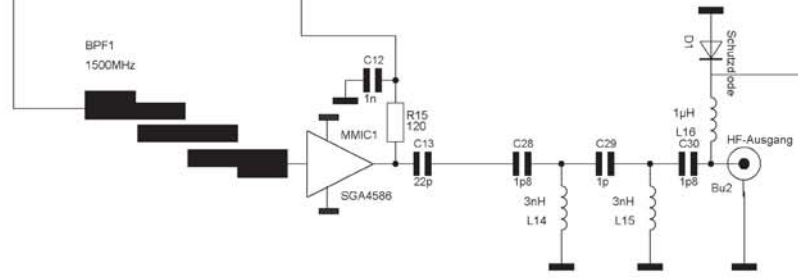 BPF1
1500MHz
C12
1n
R15
120
MMIC1
SGA4586
C13
22p
C28
1p8
3nH
L14
C29
1p
3nH
L15
C30
1p8
D1
Schutzdiode
1µH
L16
HF-Ausgang
Bu2